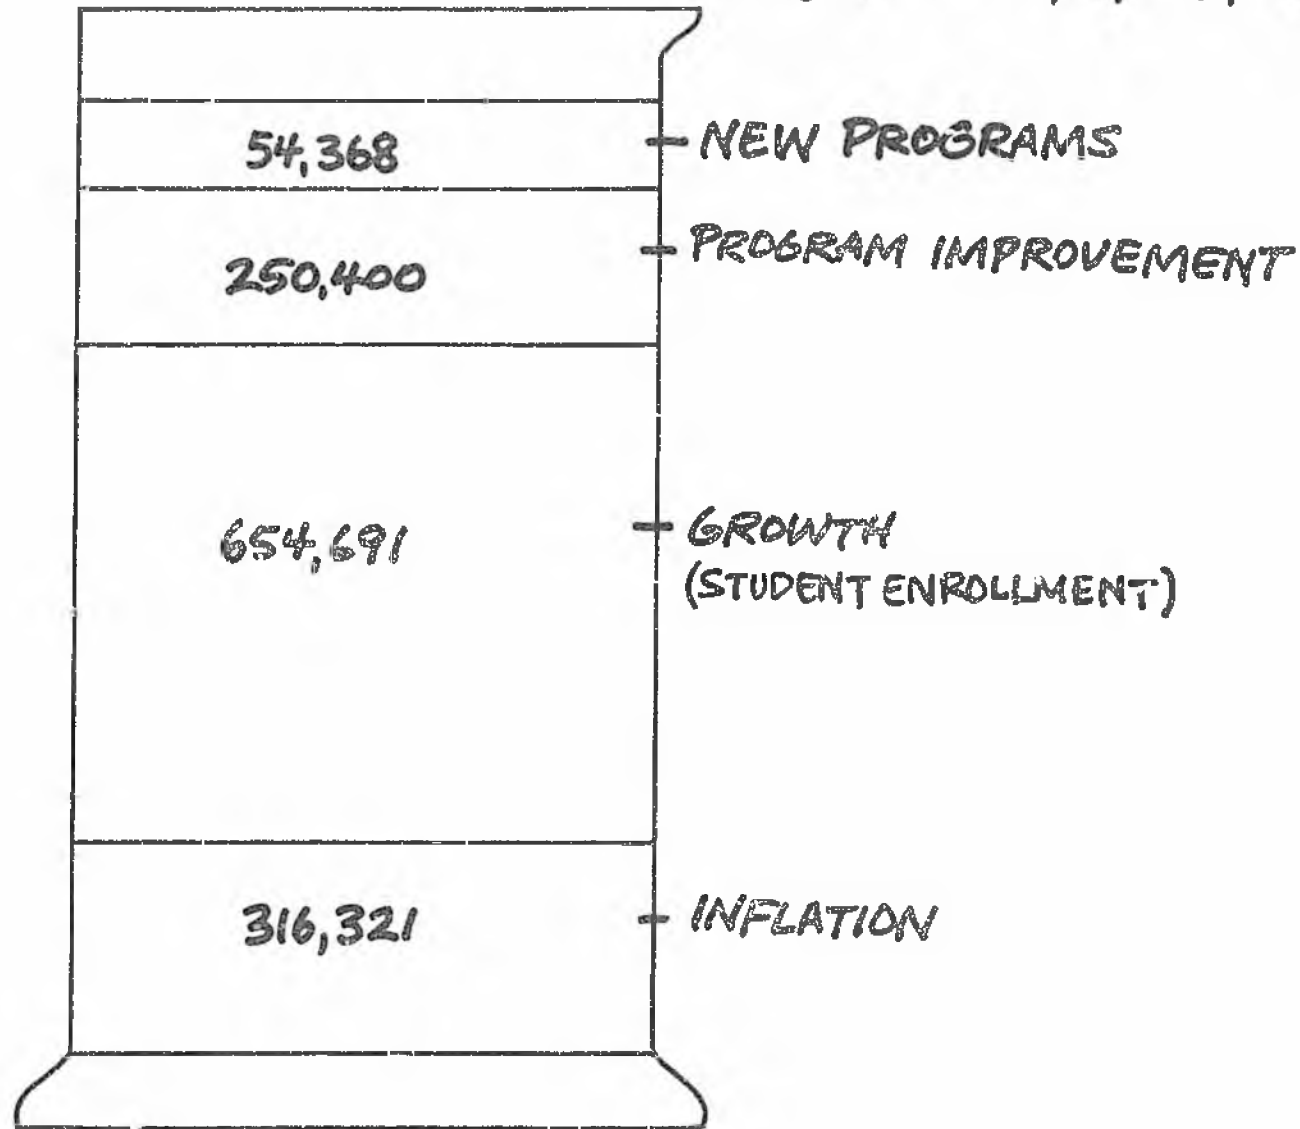 54,368
NEW PROGRAMS
250,400
PROGRAM IMPROVEMENT
654,691
GROWTH
(STUDENT ENROLLMENT)
316,321
INFLATION